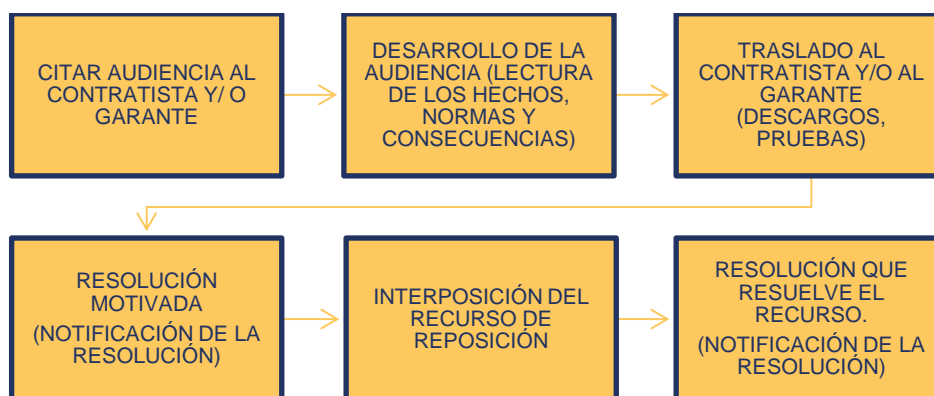 CITAR AUDIENCIA AL
CONTRATISTA Y/ O
GARANTE
DESARROLLO DE LA
AUDIENCIA (LECTURA
DE LOS HECHOS,
NORMAS Y
CONSECUENCIAS)
TRASLADO AL
CONTRATISTA Y/O AL
GARANTE
(DESCARGOS,
PRUEBAS)
RESOLUCIÓN
MOTIVADA
(NOTIFICACIÓN DE LA
RESOLUCIÓN)
INTERPOSICIÓN DEL
RECURSO DE
REPOSICIÓN
RESOLUCIÓN QUE
RESUELVE EL
RECURSO.
(NOTIFICACIÓN DE LA
RESOLUCIÓN)